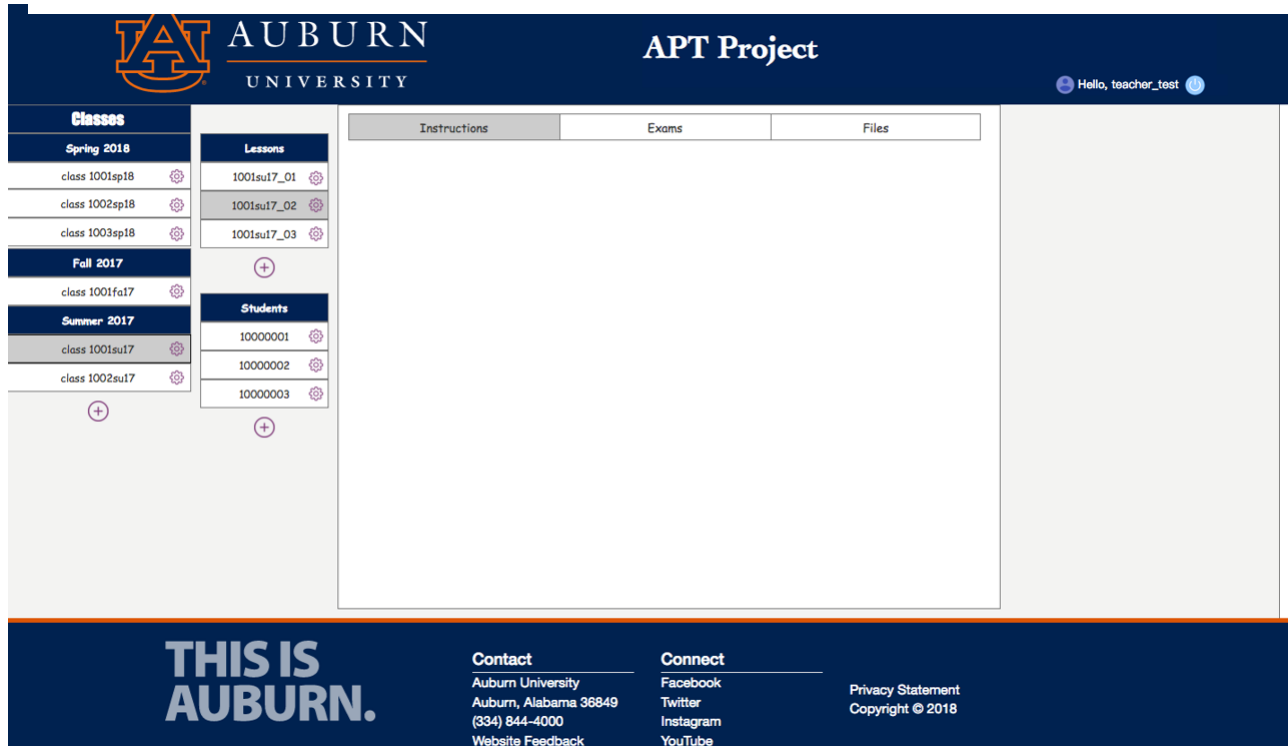 AUBURN
UNIVERSITY
APT Project
Hello, teacher_test
Classes
Spring 2018
class 1001sp18
class 1002sp18
class 1003sp18
Fall 2017
class 1001fa17
Summer 2017
class 1001su17
class 1002su17
Lessons
1001su17_01
1001su17_02
1001su17_03
Students
10000001
10000002
10000003
Instructions Exams Files
THIS IS
AUBURN.
Contact
Auburn University
Auburn, Alabama 36849
(334) 844-4000
Website Feedback
Connect
Facebook
Twitter
Instagram
YouTube
Privacy Statement
Copyright © 2018